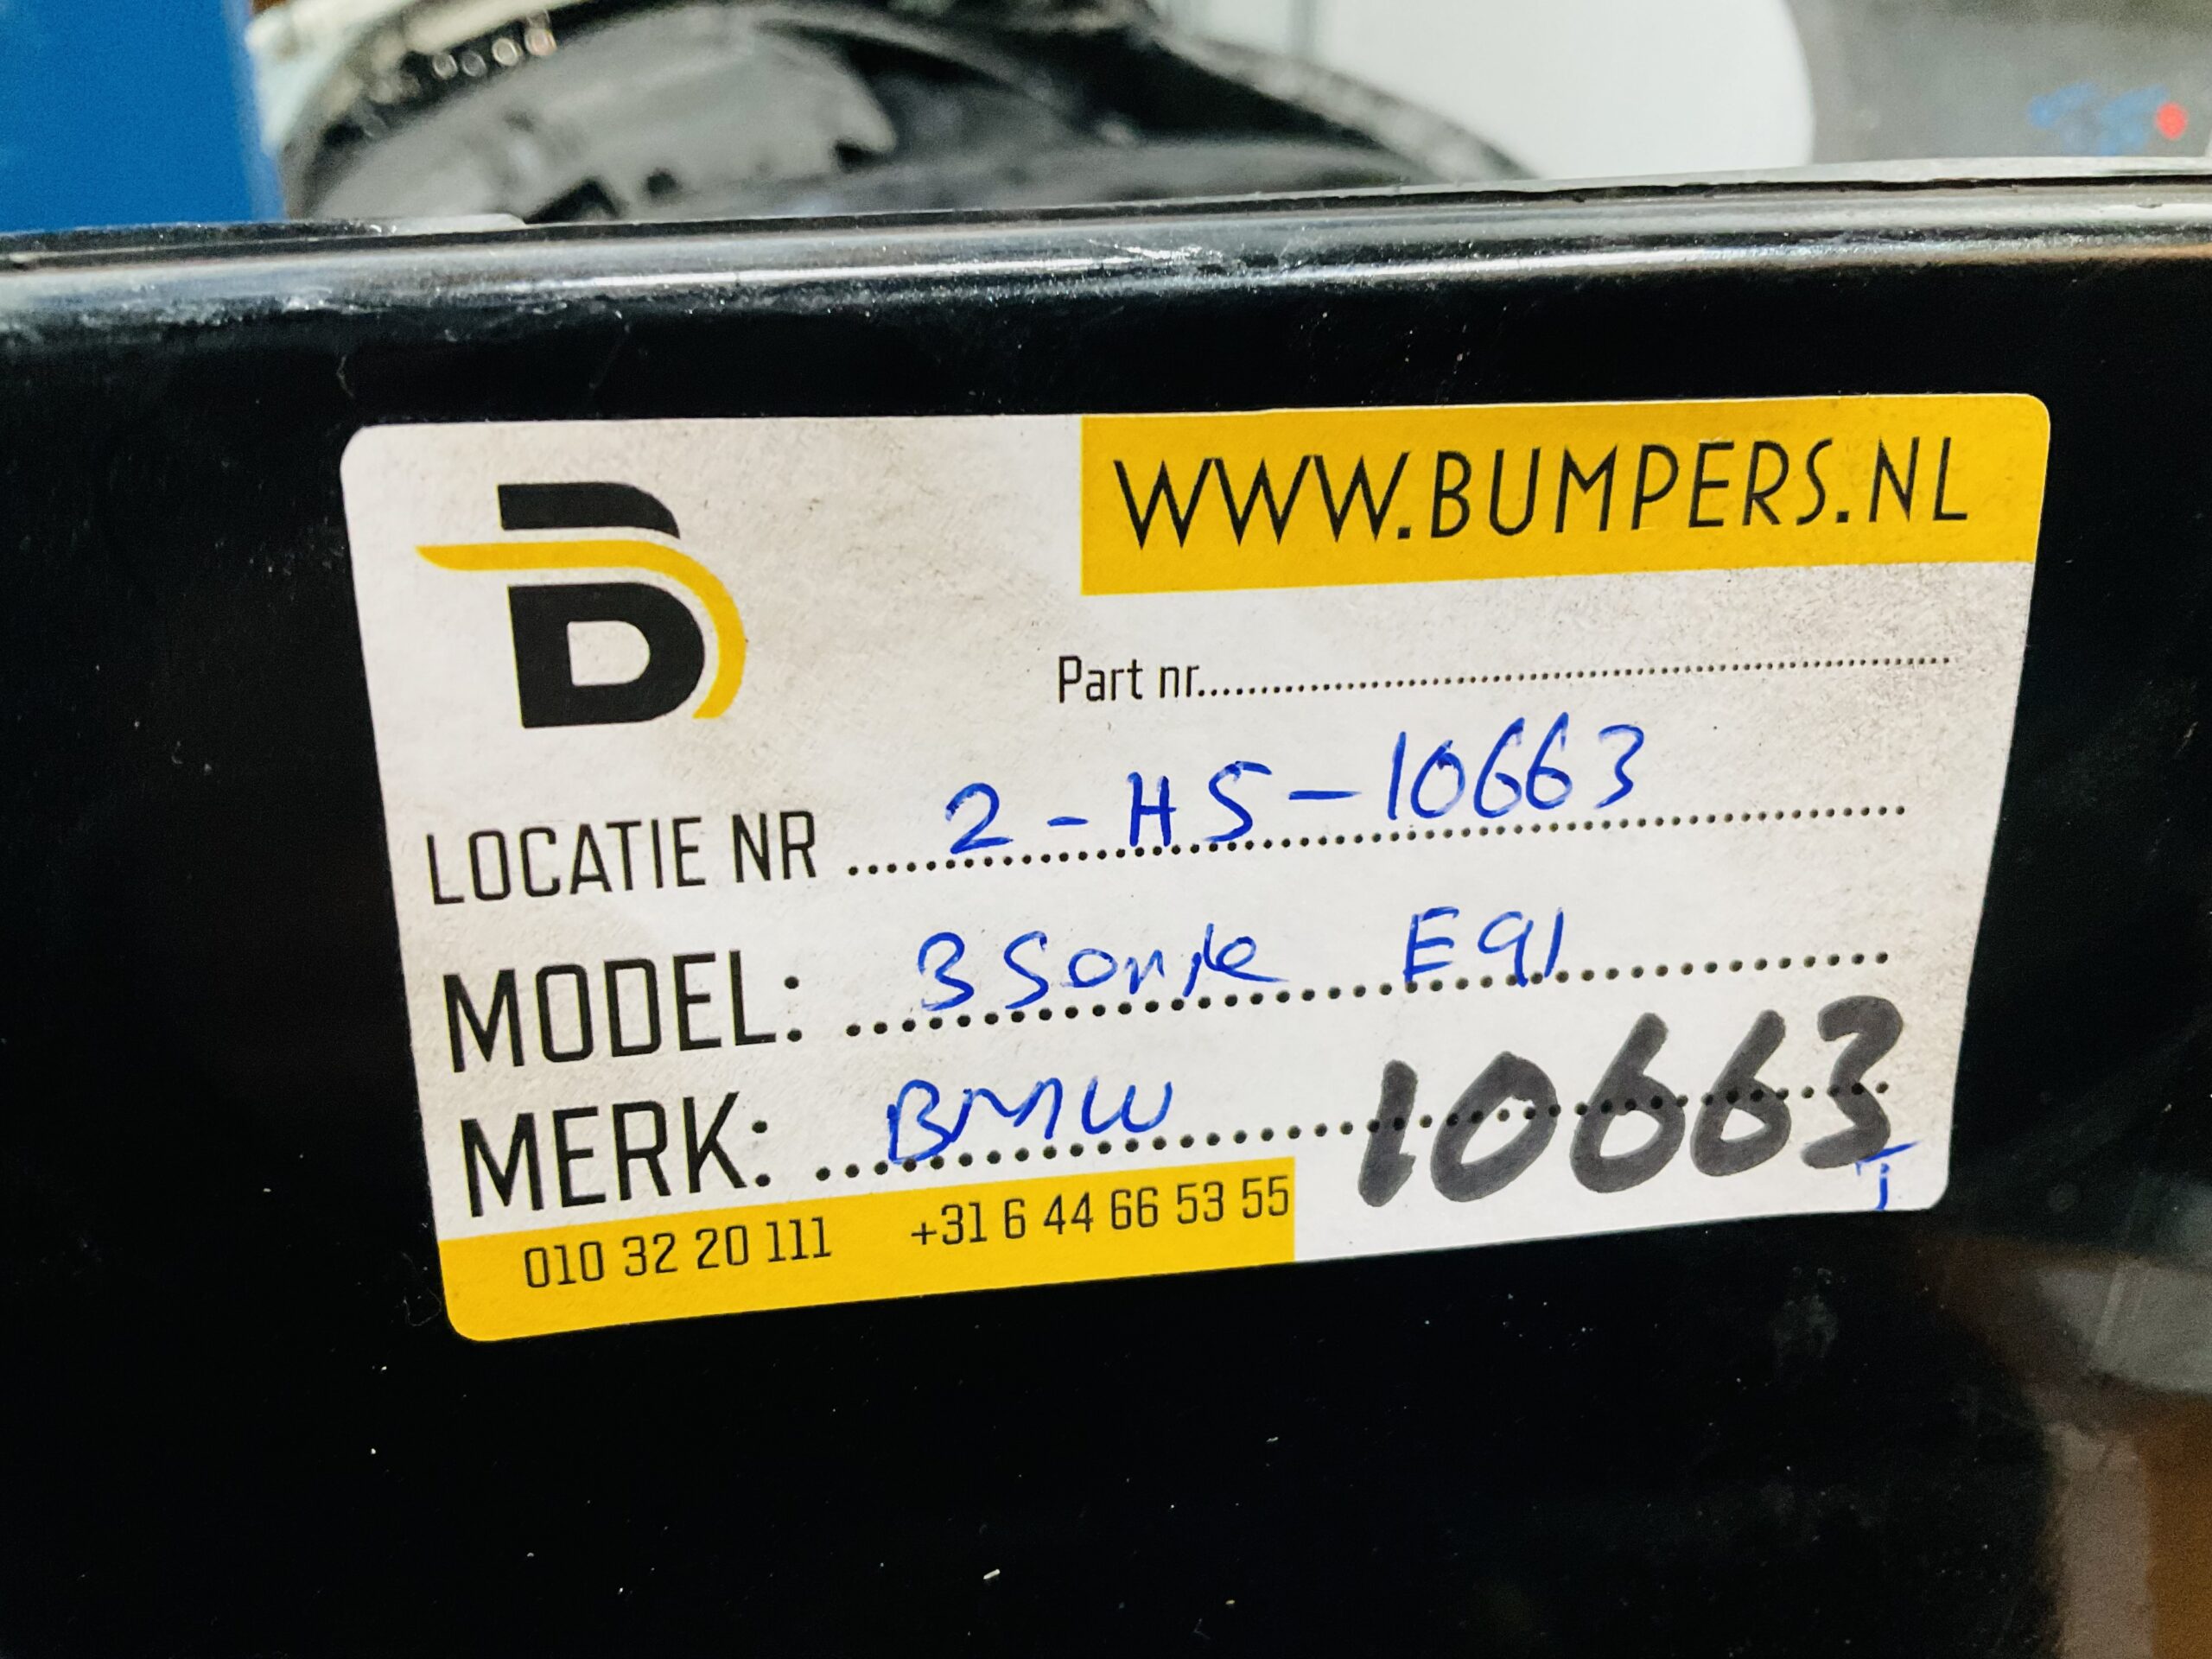 WWW.BUMPERS.NL
Part nr..........
LOCATIE NR 2-HS-10663
MODEL: 3 Serie E91
MERK: BMW
10663
010 32 20 111 +31 6 44 66 53 55